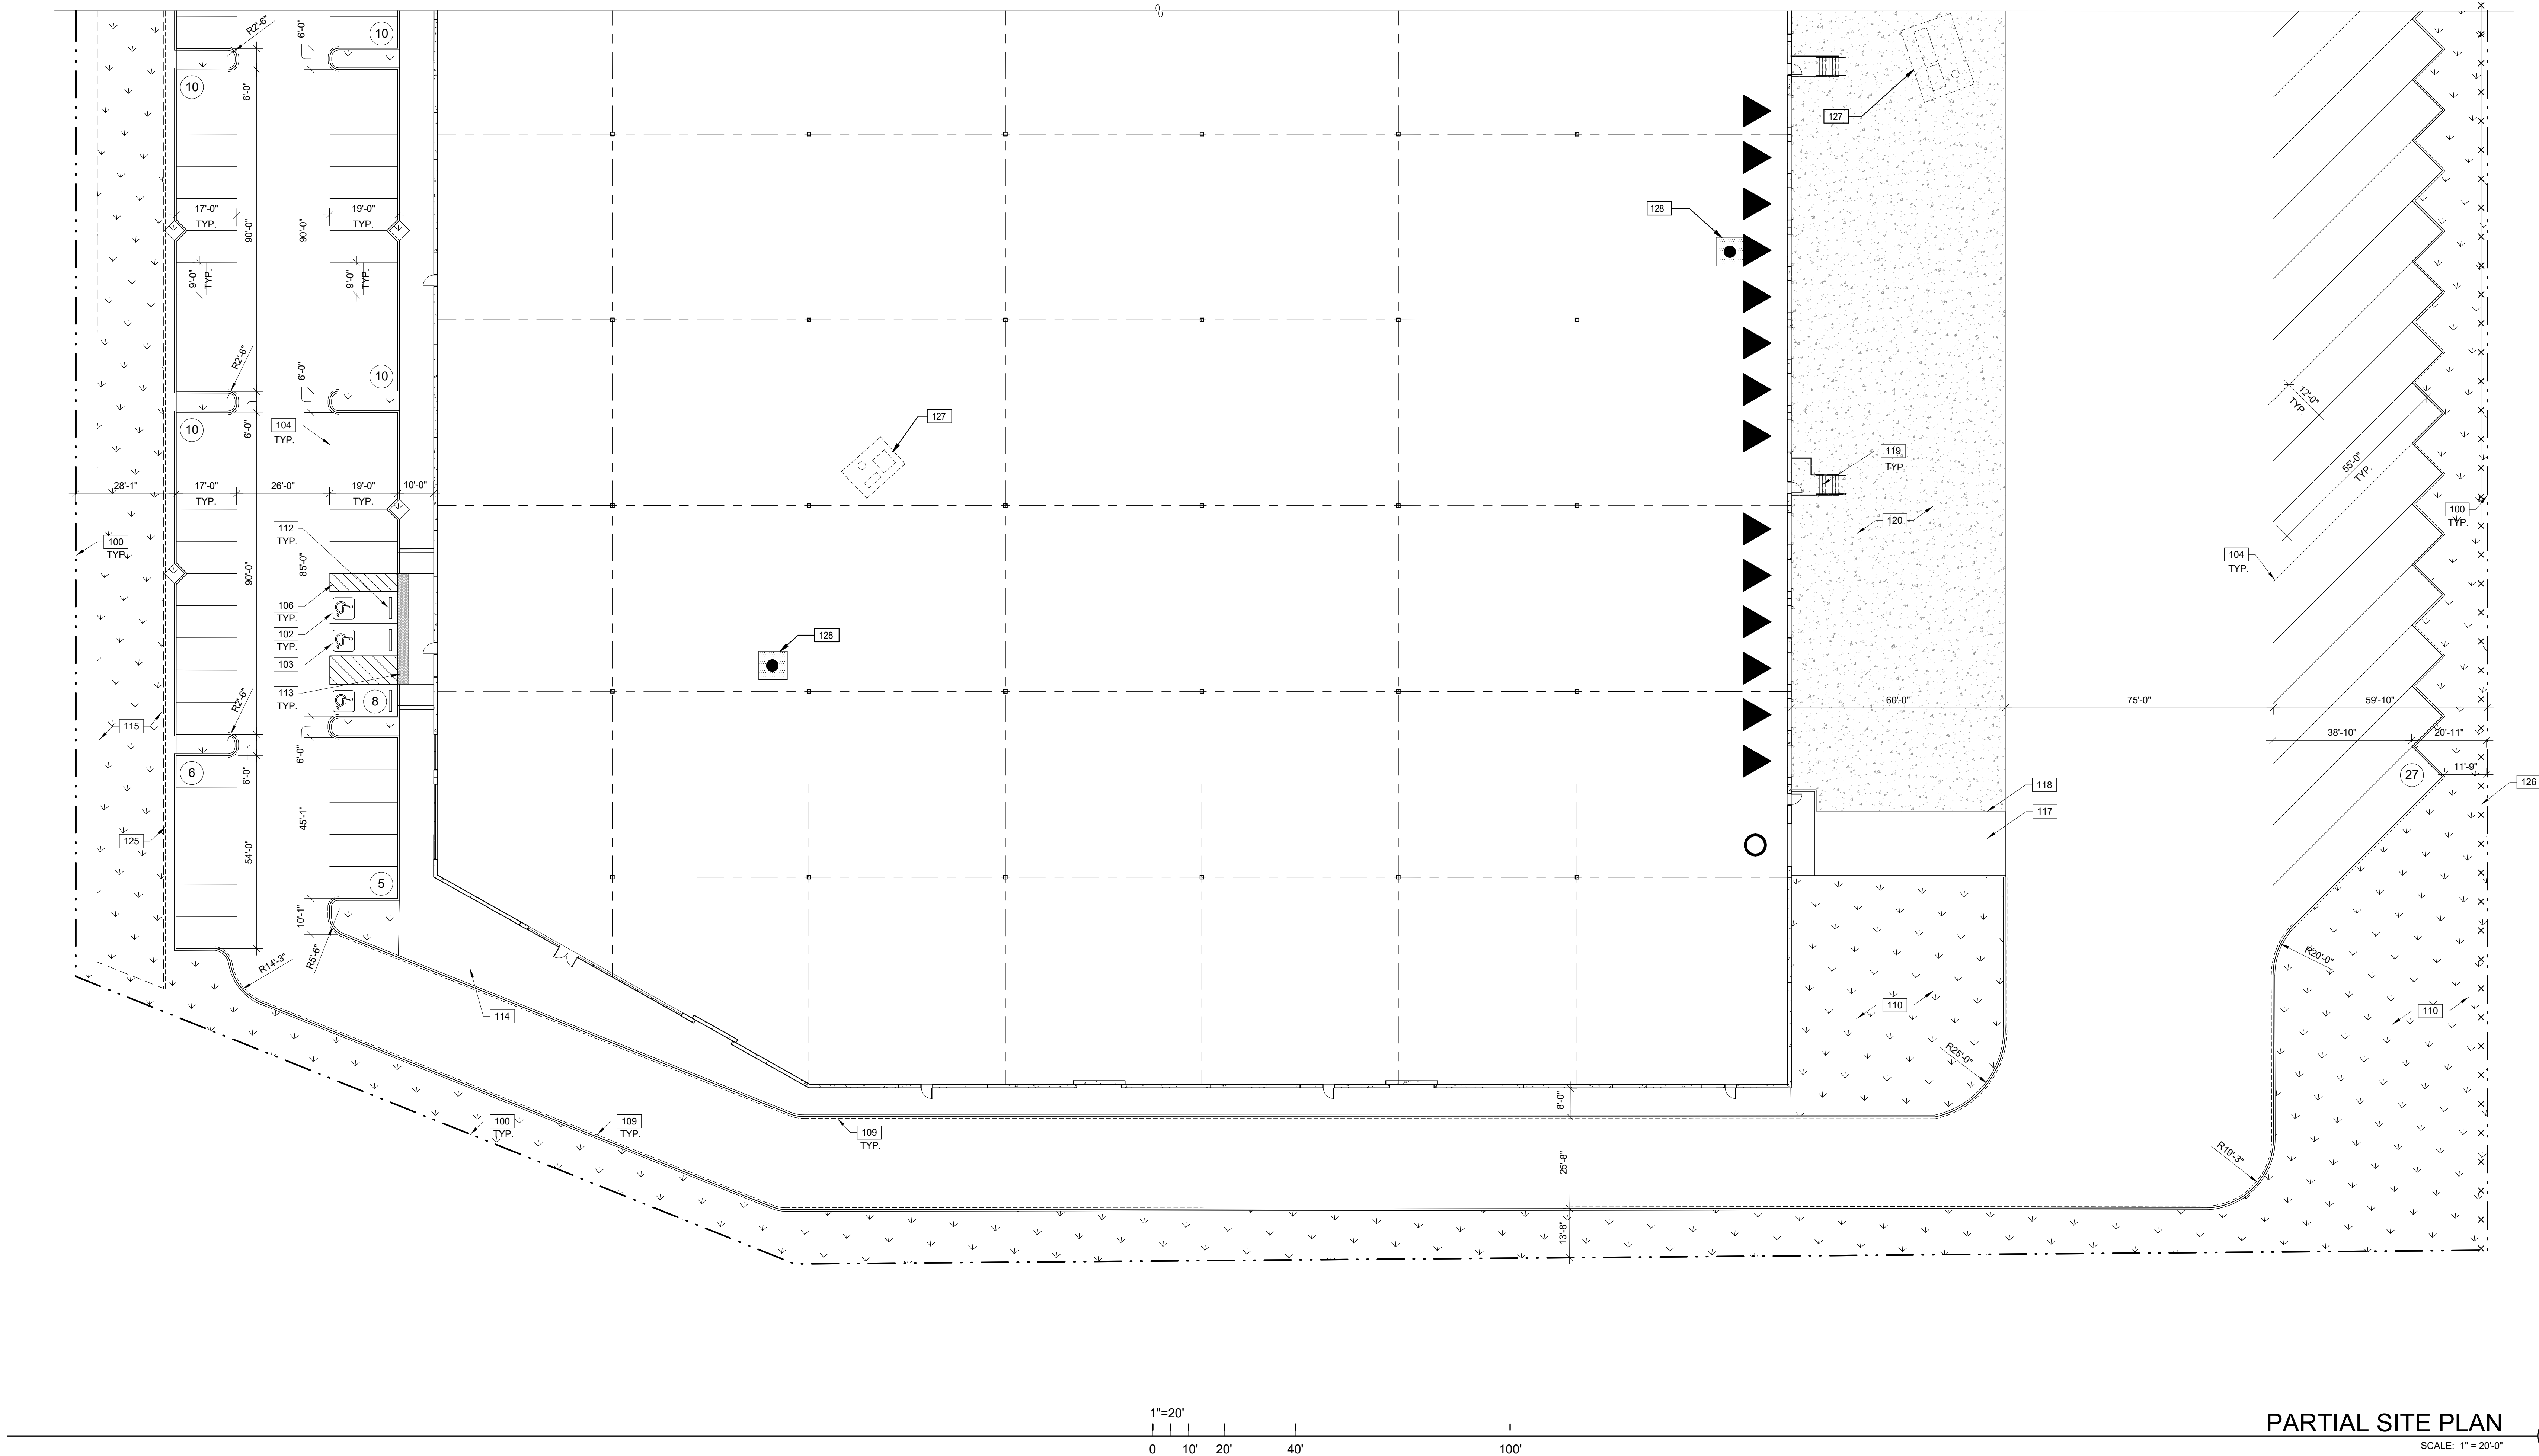 R2'-6"
6'-0"
10
10
6'-0"
127
128
17'-0"
TYP.
19'-0"
TYP.
90'-0"
90'-0"
9'-0"
TYP.
9'-0"
TYP.
R2'-6"
6'-0"
10
10
6'-0"
104
TYP.
127
12'-0"
TYP.
119
TYP.
55'-0"
TYP.
28'-1"
17'-0"
TYP.
26'-0"
19'-0"
TYP.
10'-0"
100
TYP.
120
112
TYP.
100
TYP.
85'-0"
90'-0"
104
TYP.
106
TYP.
102
TYP.
128
103
113
TYP.
8
R2'-6"
115
60'-0"
75'-0"
59'-10"
38'-10"
20'-11"
6'-0"
6
6'-0"
27
11'-9"
118
126
117
45'-1"
125
54'-0"
5
10'-1"
R5'-6"
R14'-3"
R20'-0"
114
110
110
R25'-0"
8'-0"
100
TYP.
109
TYP.
109
TYP.
25'-8"
R19'-3"
13'-8"
1"=20'
0 10' 20' 40' 100'
PARTIAL SITE PLAN
SCALE: 1" = 20'-0"